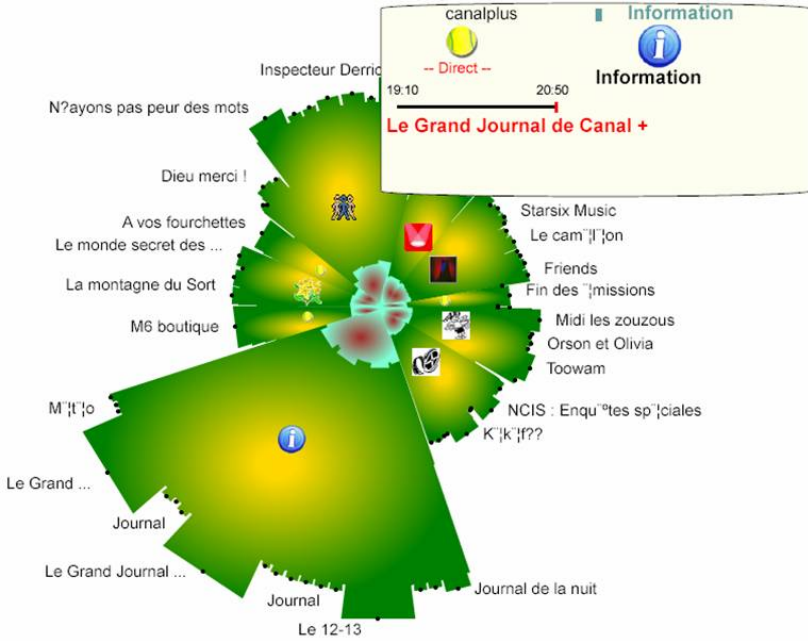 canalplus
Information
-- Direct --
Information
19:10
20:50
Le Grand Journal de Canal +
Inspecteur Derric
N?ayons pas peur des mots
Dieu merci !
A vos fourchettes
Le monde secret des ...
La montagne du Sort
M6 boutique
Starsix Music
Le cam¨¦l¨¦on
Friends
Fin des ¨¦missions
Midi les zouzous
Orson et Olivia
Toowam
NCIS : Enqu¨ºtes sp¨¦ciales
K¨¦k¨¦f??
M¨¦t¨¦o
Le Grand ...
Journal
Le Grand Journal ...
Journal
Le 12-13
Journal de la nuit